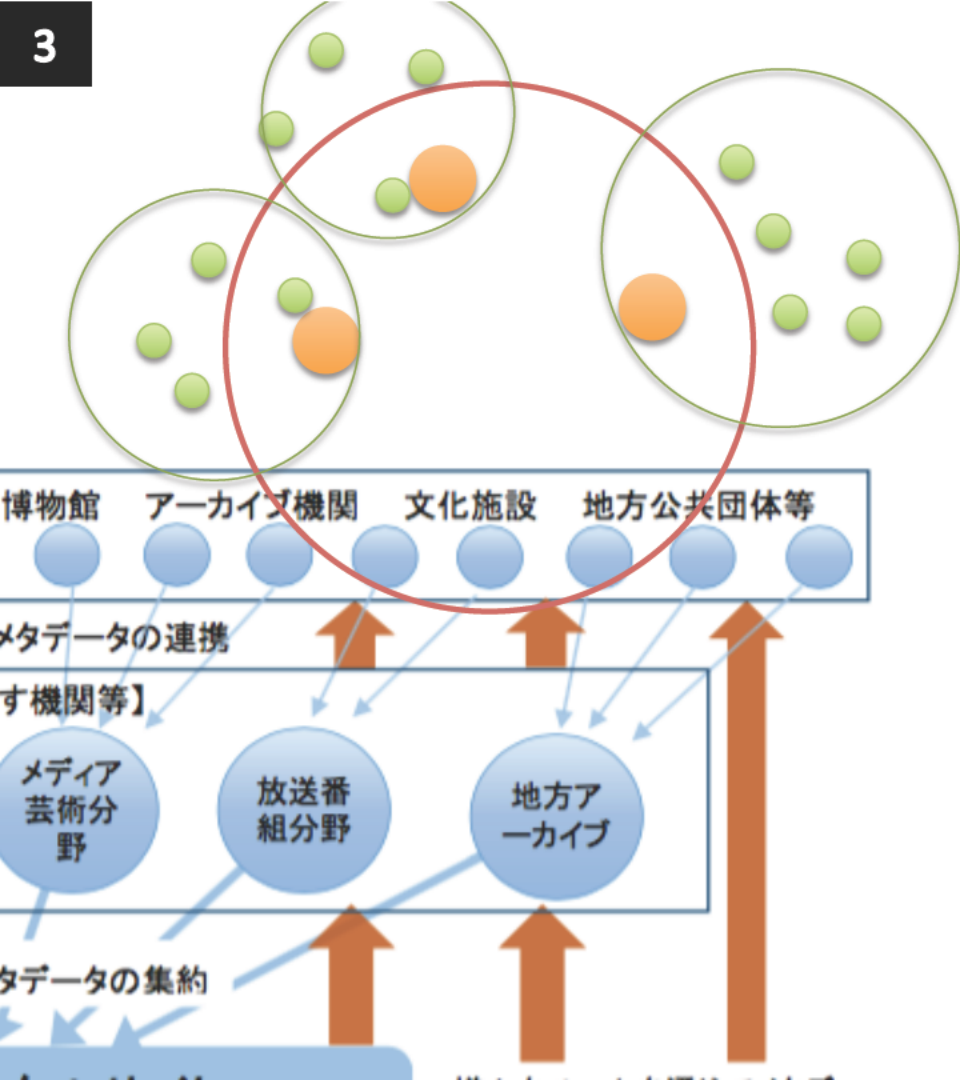 3
博物館 アーカイブ機関 文化施設 地方公共団体等
メタデータの連携
す機関等】
メディア
芸術分
野
放送番
組分野
地方ア
ーカイブ
タデータの集約